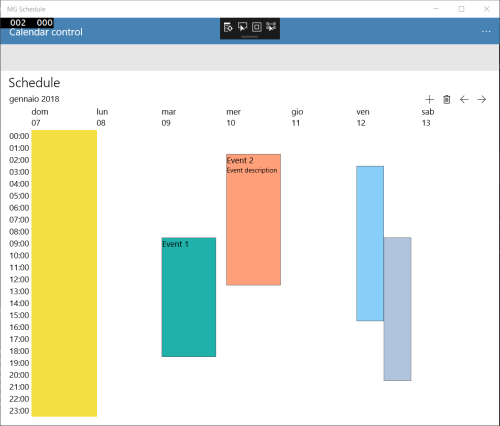 MG Schedule
002 000
Calendar control
Schedule
gennaio 2018
dom lun mar mer gio ven sab
07 08 09 10 11 12 13
00:00
01:00
02:00
Event 2
03:00
Event description
04:00
05:00
06:00
07:00
08:00
09:00
Event 1
10:00
11:00
12:00
13:00
14:00
15:00
16:00
17:00
18:00
19:00
20:00
21:00
22:00
23:00